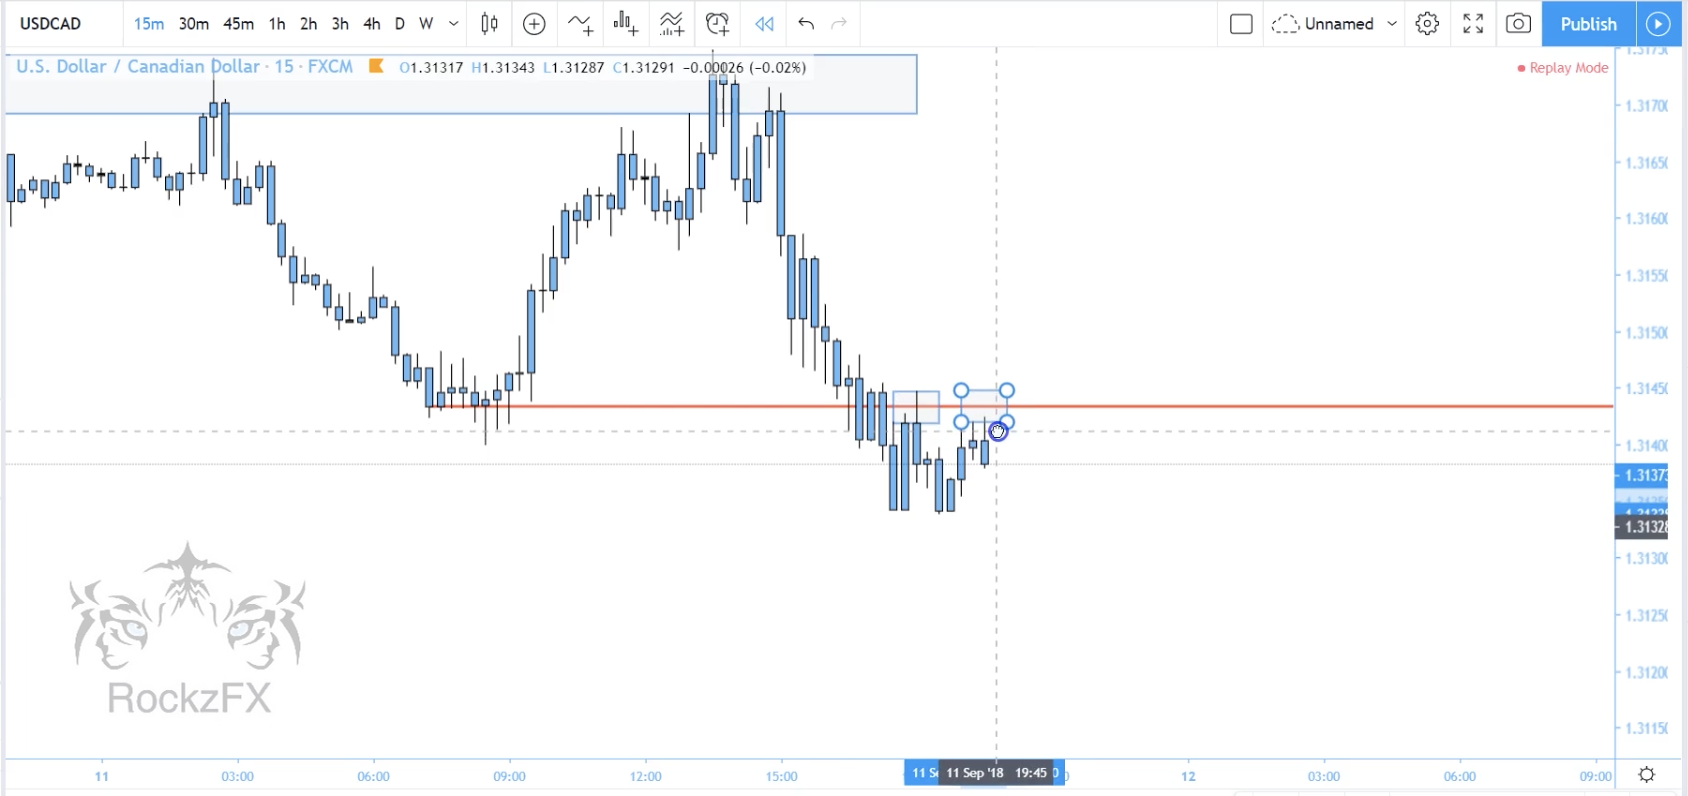 USDCAD 15m 30m 45m 1h 2h 3h 4h D W Unnamed Publish
U.S. Dollar / Canadian Dollar · 15 · FXCM O1.31317 H1.31343 L1.31287 C1.31291 −0.00026 (−0.02%)
Replay Mode
1.3170
1.3165
1.3160
1.3155
1.3150
1.3145
1.3140
1.3137
1.3132
1.3130
1.3125
1.3120
1.3115
RockzFX
11 03:00 06:00 09:00 12:00 15:00 11 Se 11 Sep '18 19:45 12 03:00 06:00 09:00